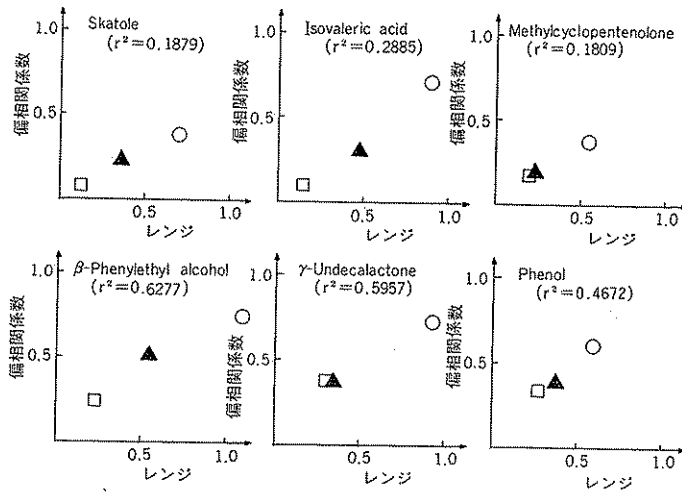 Skatole
(r²=0.1879)
1.0
0.5
偏相関係数
0.5
1.0
レンジ
Isovaleric acid
(r²=0.2885)
1.0
0.5
偏相関係数
0.5
1.0
レンジ
Methylcyclopentenolone
(r²=0.1809)
1.0
0.5
偏相関係数
0.5
1.0
レンジ
β-Phenylethyl alcohol
(r²=0.6277)
1.0
0.5
偏相関係数
0.5
1.0
レンジ
γ-Undecalactone
(r²=0.5957)
1.0
0.5
偏相関係数
0.5
1.0
レンジ
Phenol
(r²=0.4672)
1.0
0.5
偏相関係数
0.5
1.0
レンジ